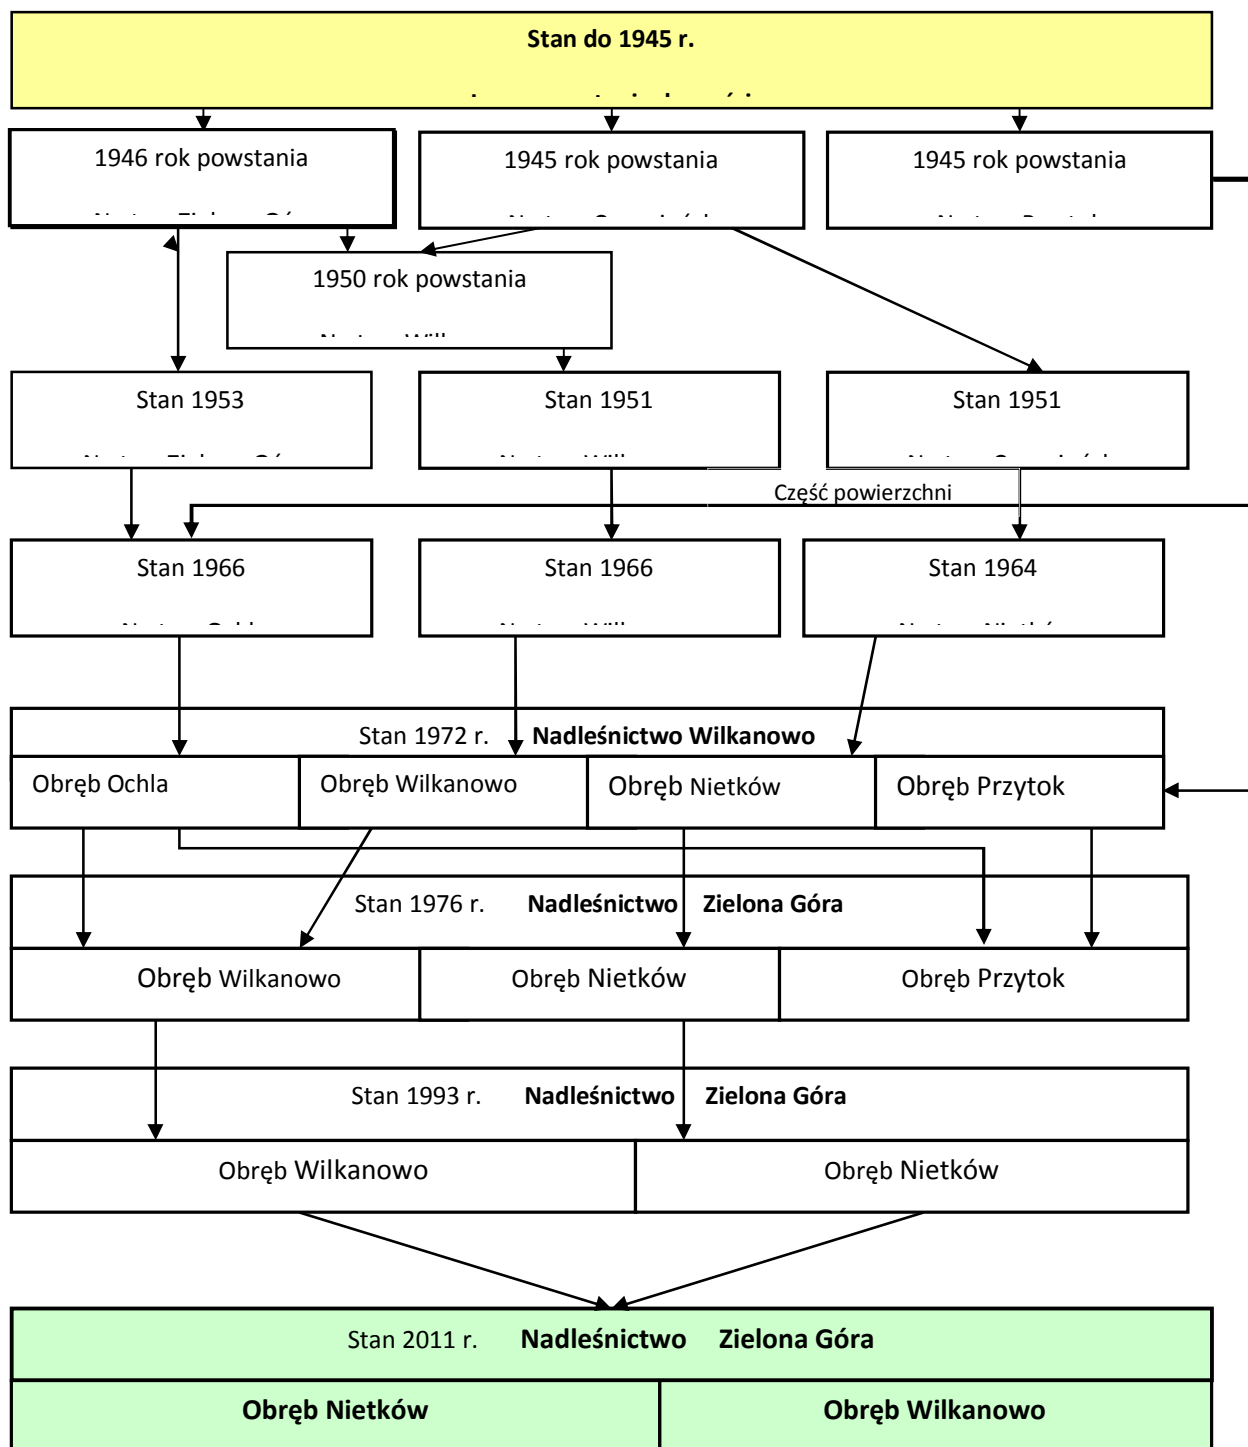 Stan do 1945 r.
1946 rok powstania
1945 rok powstania
1945 rok powstania
1950 rok powstania
Stan 1953
Stan 1951
Stan 1951
Część powierzchni
Stan 1966
Stan 1966
Stan 1964
Stan 1972 r. Nadleśnictwo Wilkanowo
Obręb Ochla
Obręb Wilkanowo
Obręb Nietków
Obręb Przytok
Stan 1976 r. Nadleśnictwo Zielona Góra
Obręb Wilkanowo
Obręb Nietków
Obręb Przytok
Stan 1993 r. Nadleśnictwo Zielona Góra
Obręb Wilkanowo
Obręb Nietków
Stan 2011 r. Nadleśnictwo Zielona Góra
Obręb Nietków
Obręb Wilkanowo